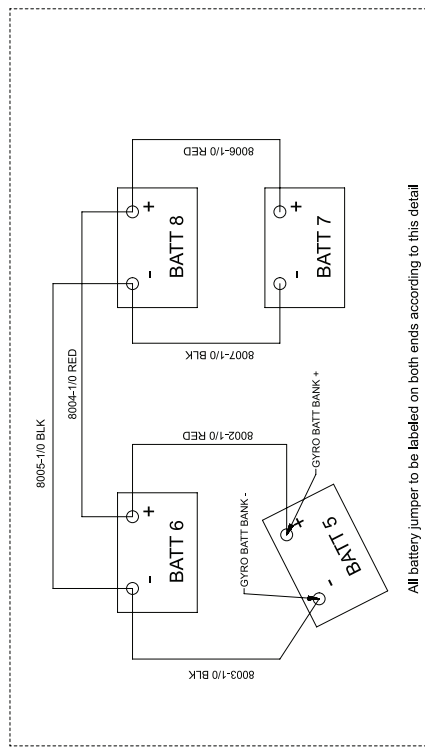 8005-1/0 BLK
8004-1/0 RED
8003-1/0 BLK
- +
BATT 6
8002-1/0 RED
GYRO BATT BANK -
GYRO BATT BANK +
- +
BATT 5
8007-1/0 BLK
- +
BATT 8
8006-1/0 RED
- +
BATT 7
All battery jumper to be labeled on both ends according to this detail